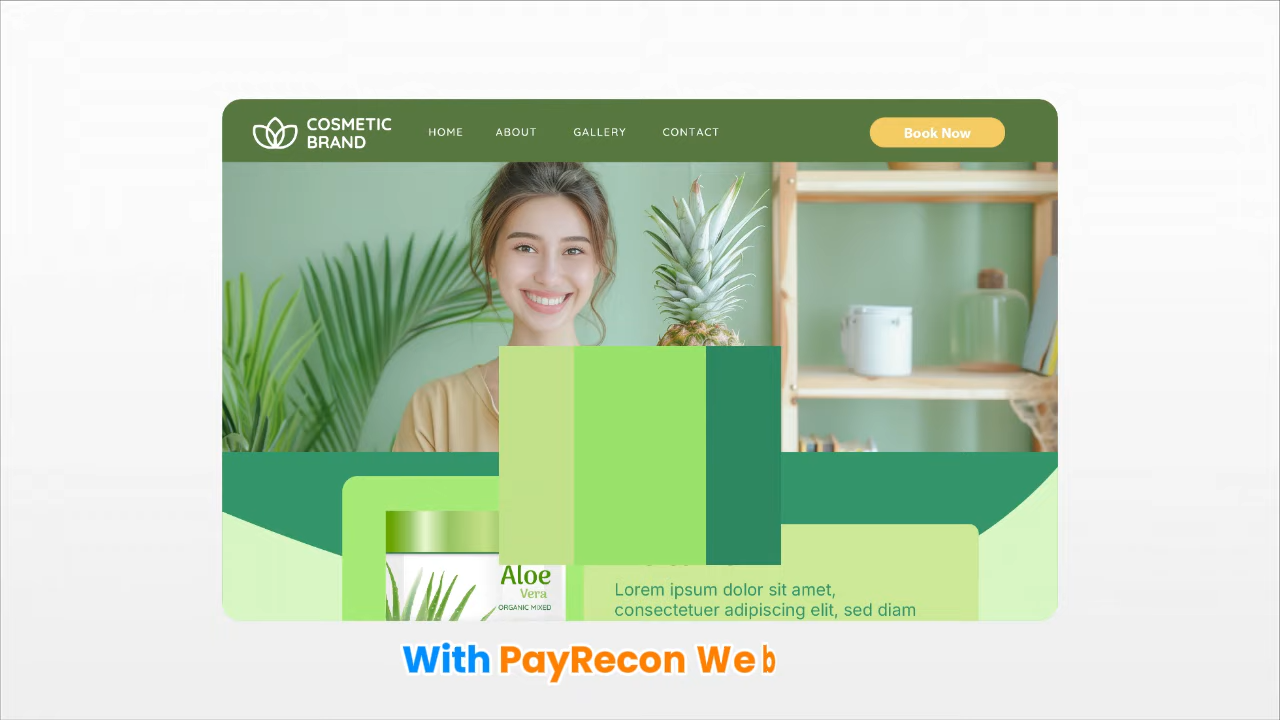 COSMETIC
BRAND
HOME ABOUT GALLERY CONTACT
Book Now
Aloe
Vera
ORGANIC MIXED
Lorem ipsum dolor sit amet,
consectetuer adipiscing elit, sed diam
With PayRecon Web